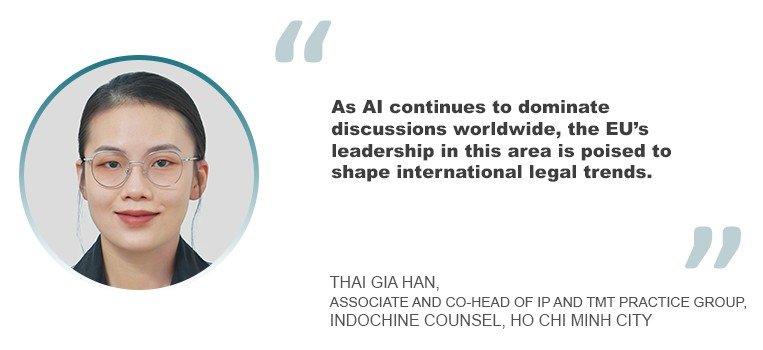 As AI continues to dominate
discussions worldwide, the EU’s
leadership in this area is poised to
shape international legal trends.
THAI GIA HAN,
ASSOCIATE AND CO-HEAD OF IP AND TMT PRACTICE GROUP,
INDOCHINE COUNSEL, HO CHI MINH CITY